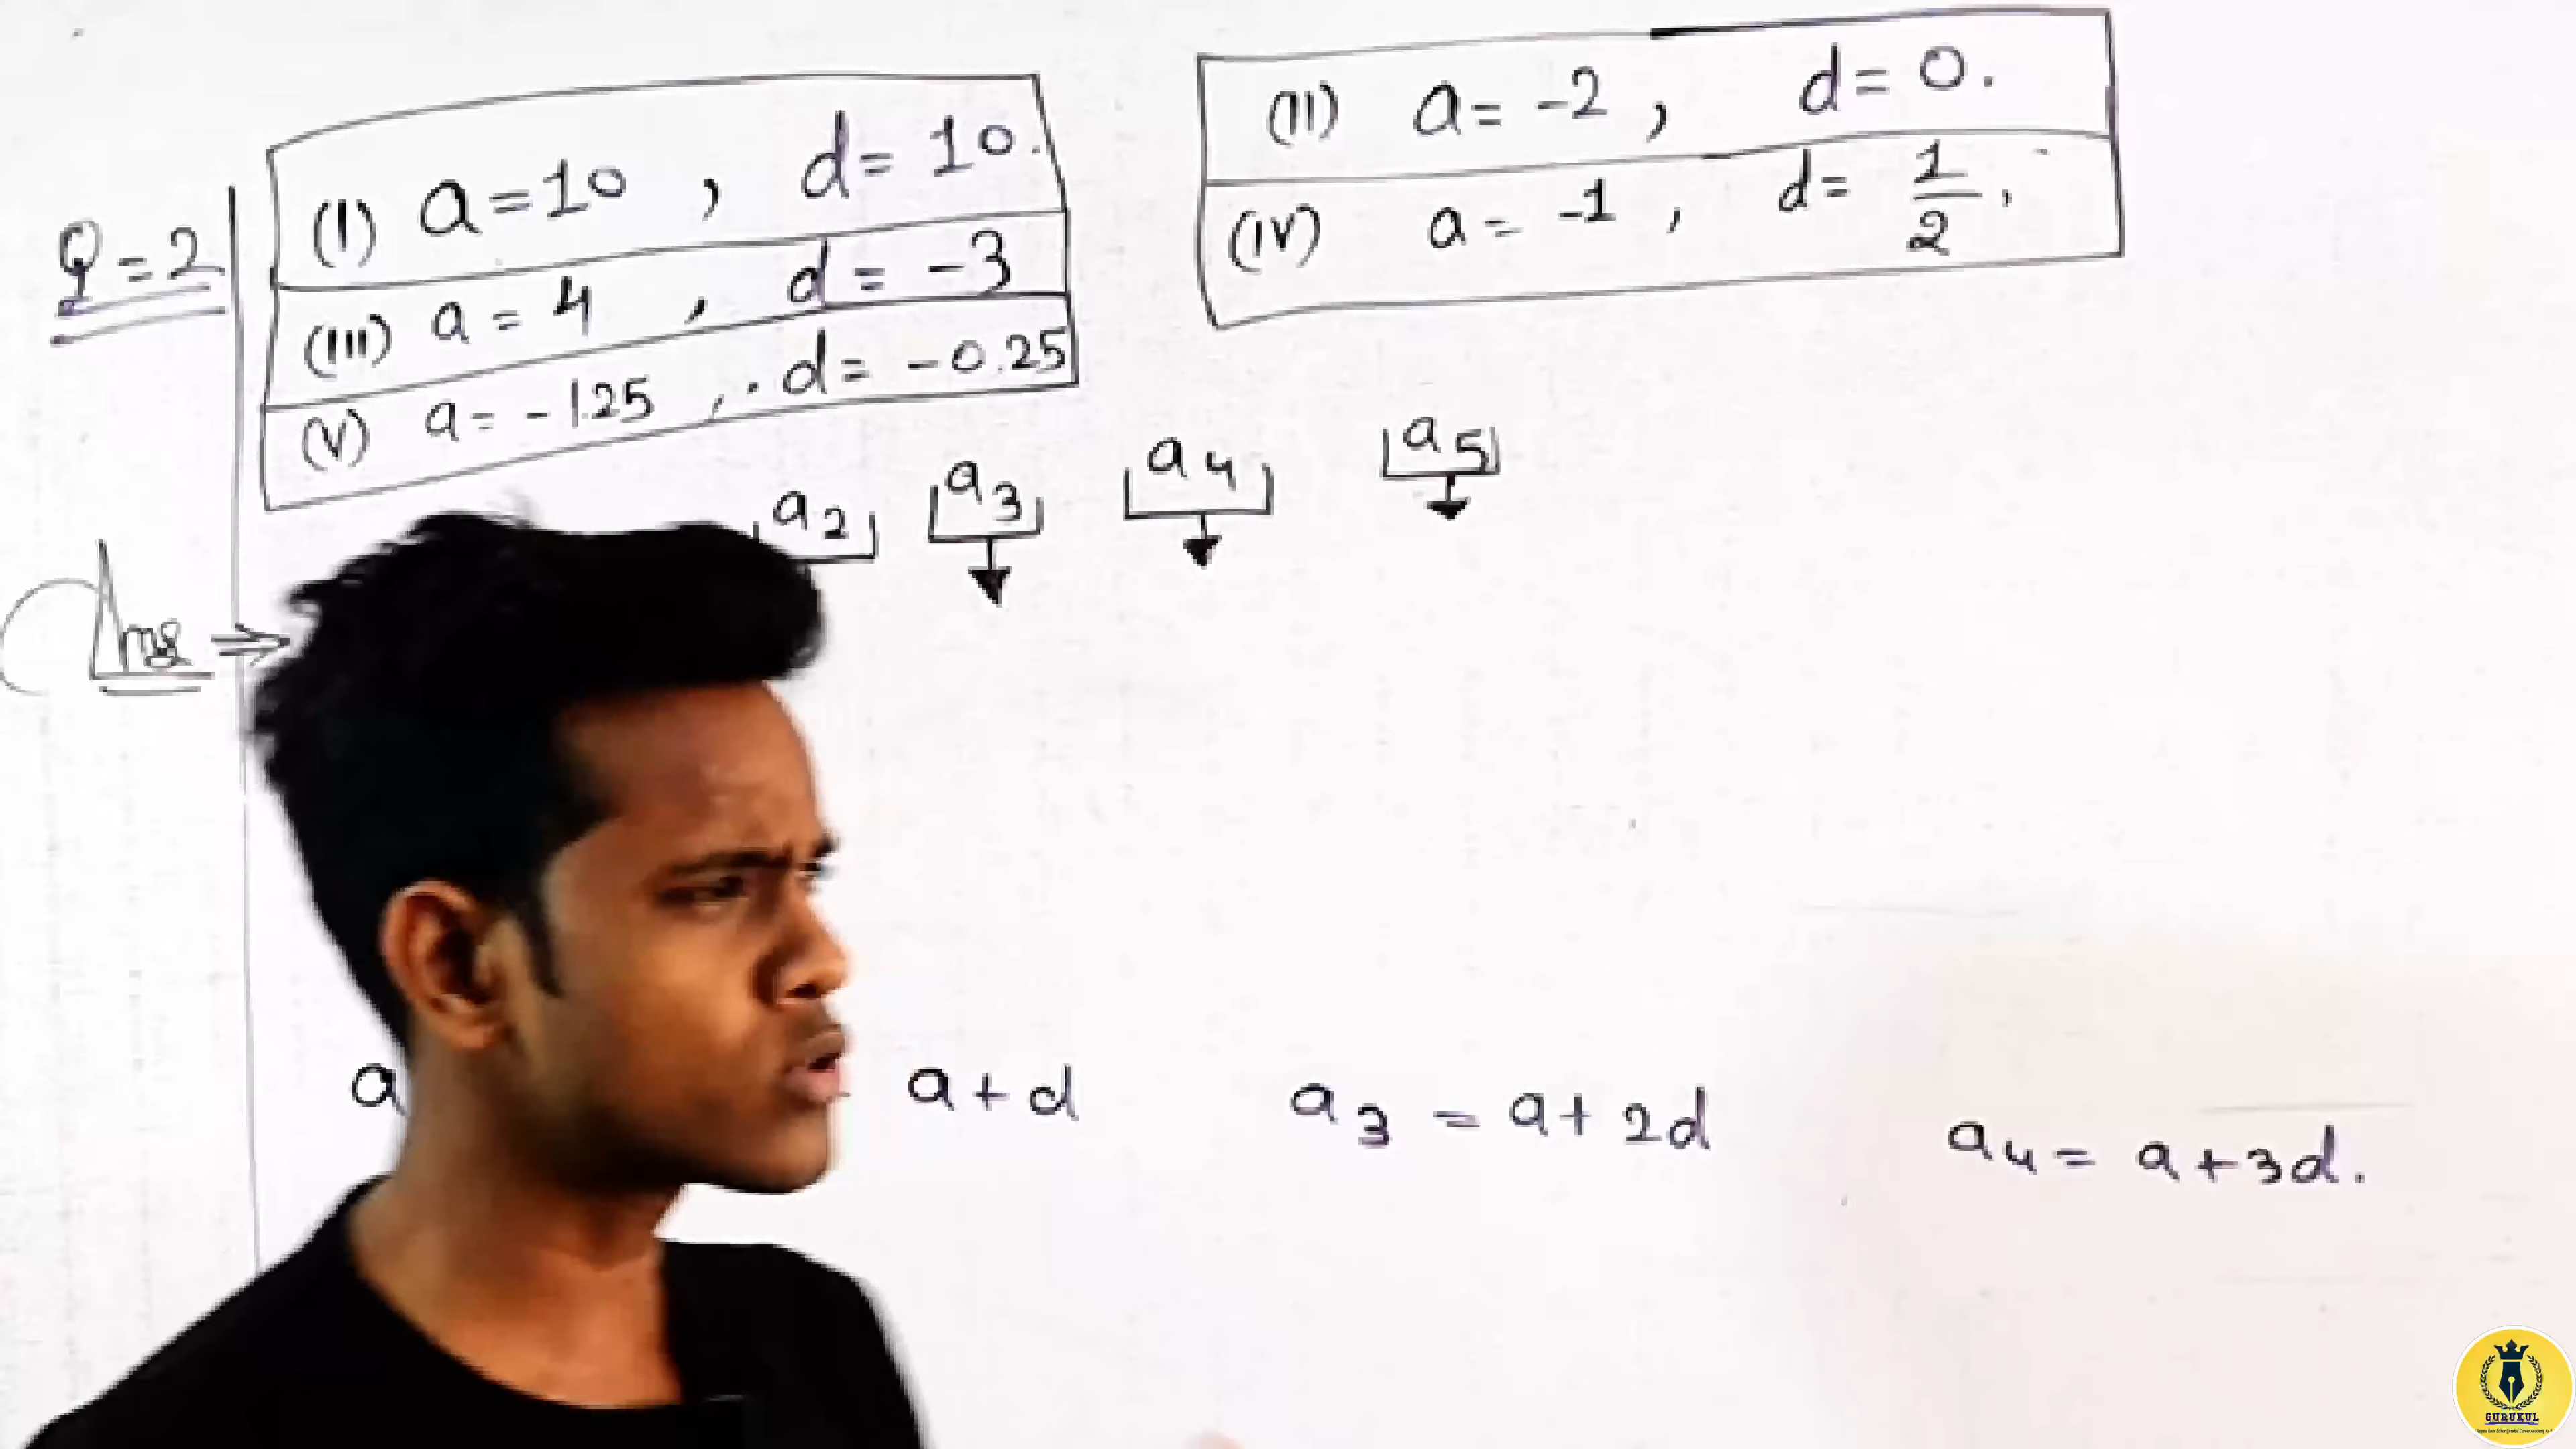 Q=2
(I) a=10 , d=10.
(II) a=-2 , d=0.
(III) a=4 , d=-3
(IV) a=-1 , d=1/2,
(V) a=-1.25 , . d=-0.25
a2 a3 a4 a5
Ans ⇒
a a+d a3 = a+2d a4 = a+3d.
GURUKUL